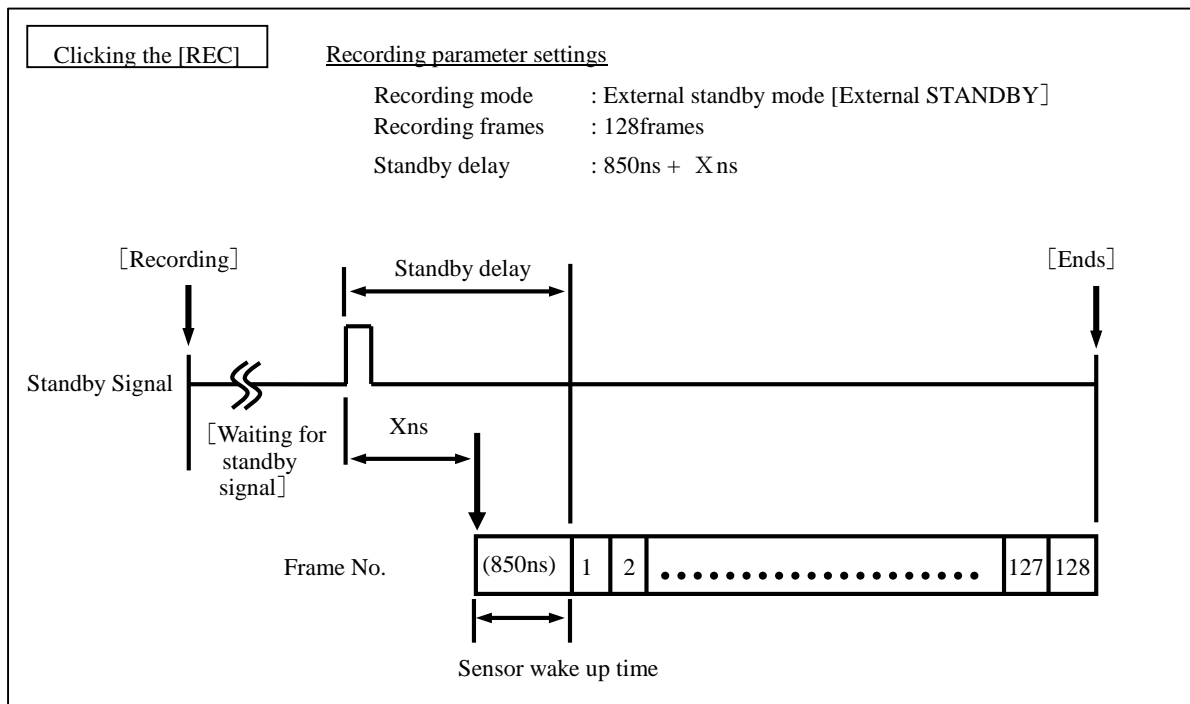 Clicking the [REC]
Recording parameter settings
Recording mode : External standby mode [External STANDBY］
Recording frames : 128frames
Standby delay : 850ns + Ｘns
［Recording］
Standby delay
［Ends］
Standby Signal
［Waiting for
standby
signal］
Xns
Frame No.
(850ns) 1 2 ・・・・・・・・・・・・・・・・・・・・ 127 128
Sensor wake up time